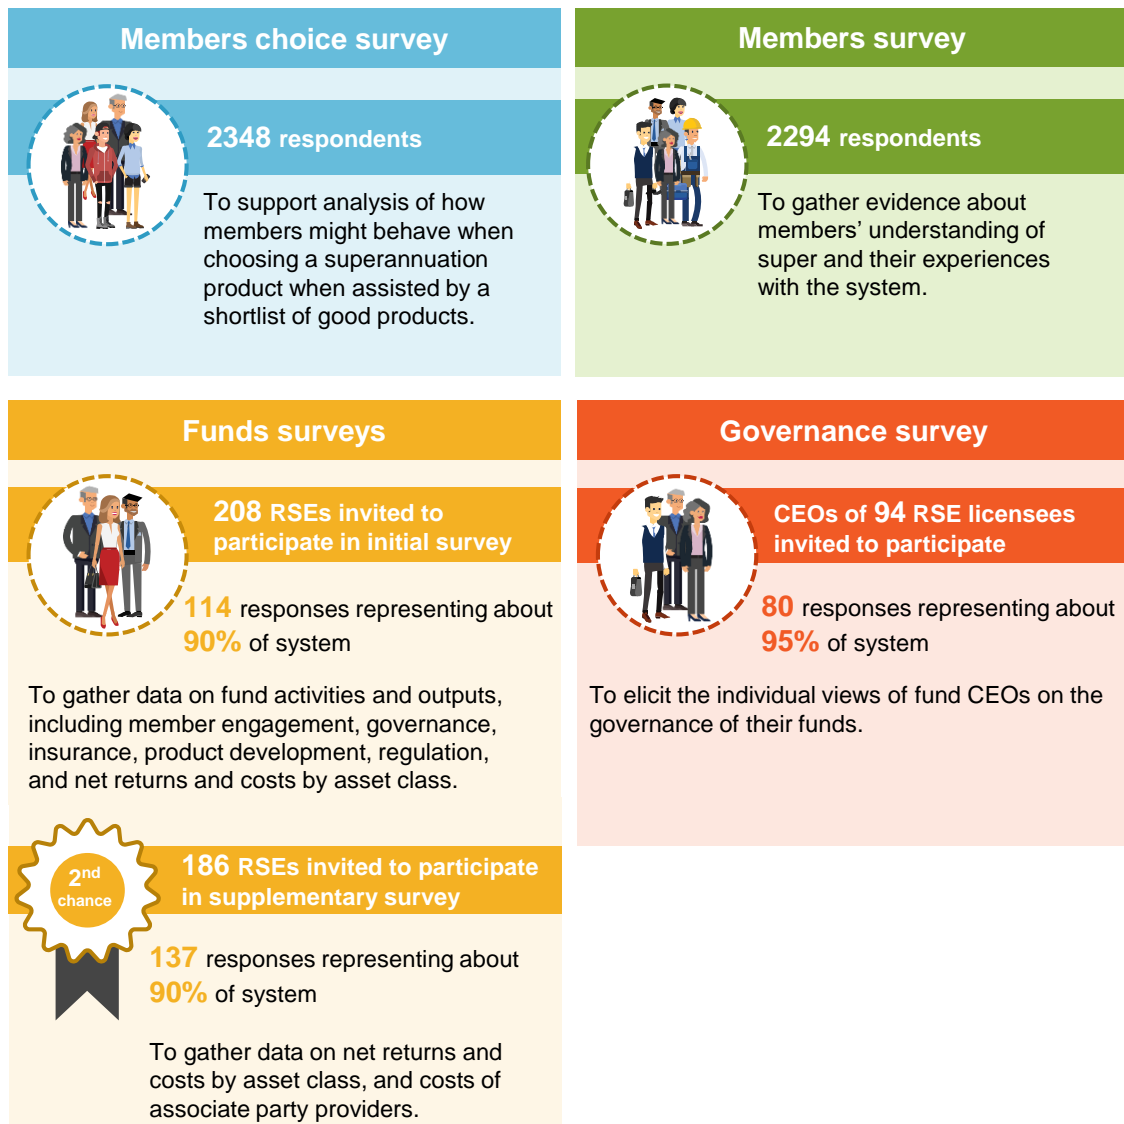 Members choice survey
2348 respondents
To support analysis of how
members might behave when
choosing a superannuation
product when assisted by a
shortlist of good products.
Members survey
2294 respondents
To gather evidence about
members’ understanding of
super and their experiences
with the system.
Funds surveys
208 RSEs invited to
participate in initial survey
114 responses representing about
90% of system
To gather data on fund activities and outputs,
including member engagement, governance,
insurance, product development, regulation,
and net returns and costs by asset class.
2nd
chance
186 RSEs invited to participate
in supplementary survey
137 responses representing about
90% of system
To gather data on net returns and
costs by asset class, and costs of
associate party providers.
Governance survey
CEOs of 94 RSE licensees
invited to participate
80 responses representing about
95% of system
To elicit the individual views of fund CEOs on the
governance of their funds.